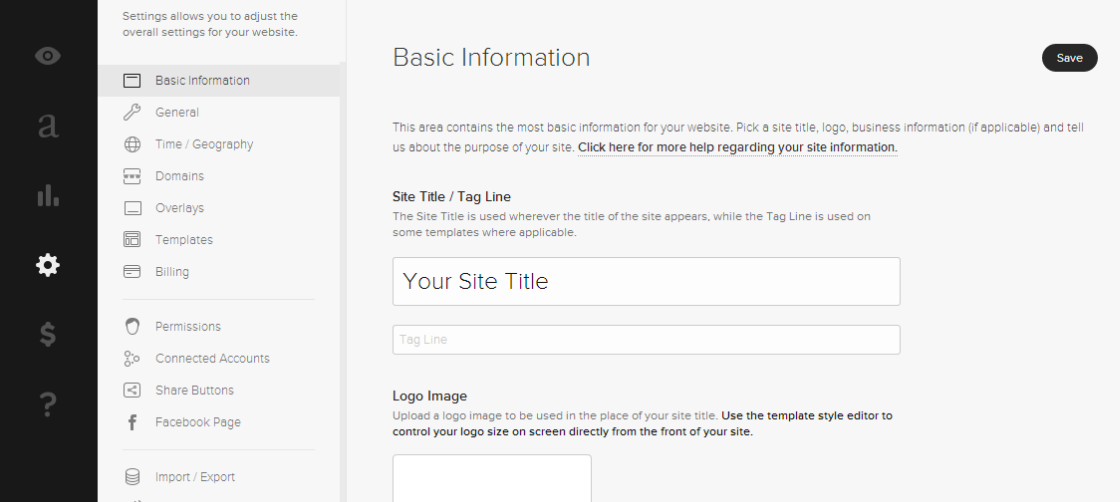 Settings allows you to adjust the
overall settings for your website.
Basic Information
General
Time / Geography
Domains
Overlays
Templates
Billing
Permissions
Connected Accounts
Share Buttons
Facebook Page
Import / Export
Basic Information
Save
This area contains the most basic information for your website. Pick a site title, logo, business information (if applicable) and tell
us about the purpose of your site. Click here for more help regarding your site information.
Site Title / Tag Line
The Site Title is used wherever the title of the site appears, while the Tag Line is used on
some templates where applicable.
Your Site Title
Tag Line
Logo Image
Upload a logo image to be used in the place of your site title. Use the template style editor to
control your logo size on screen directly from the front of your site.